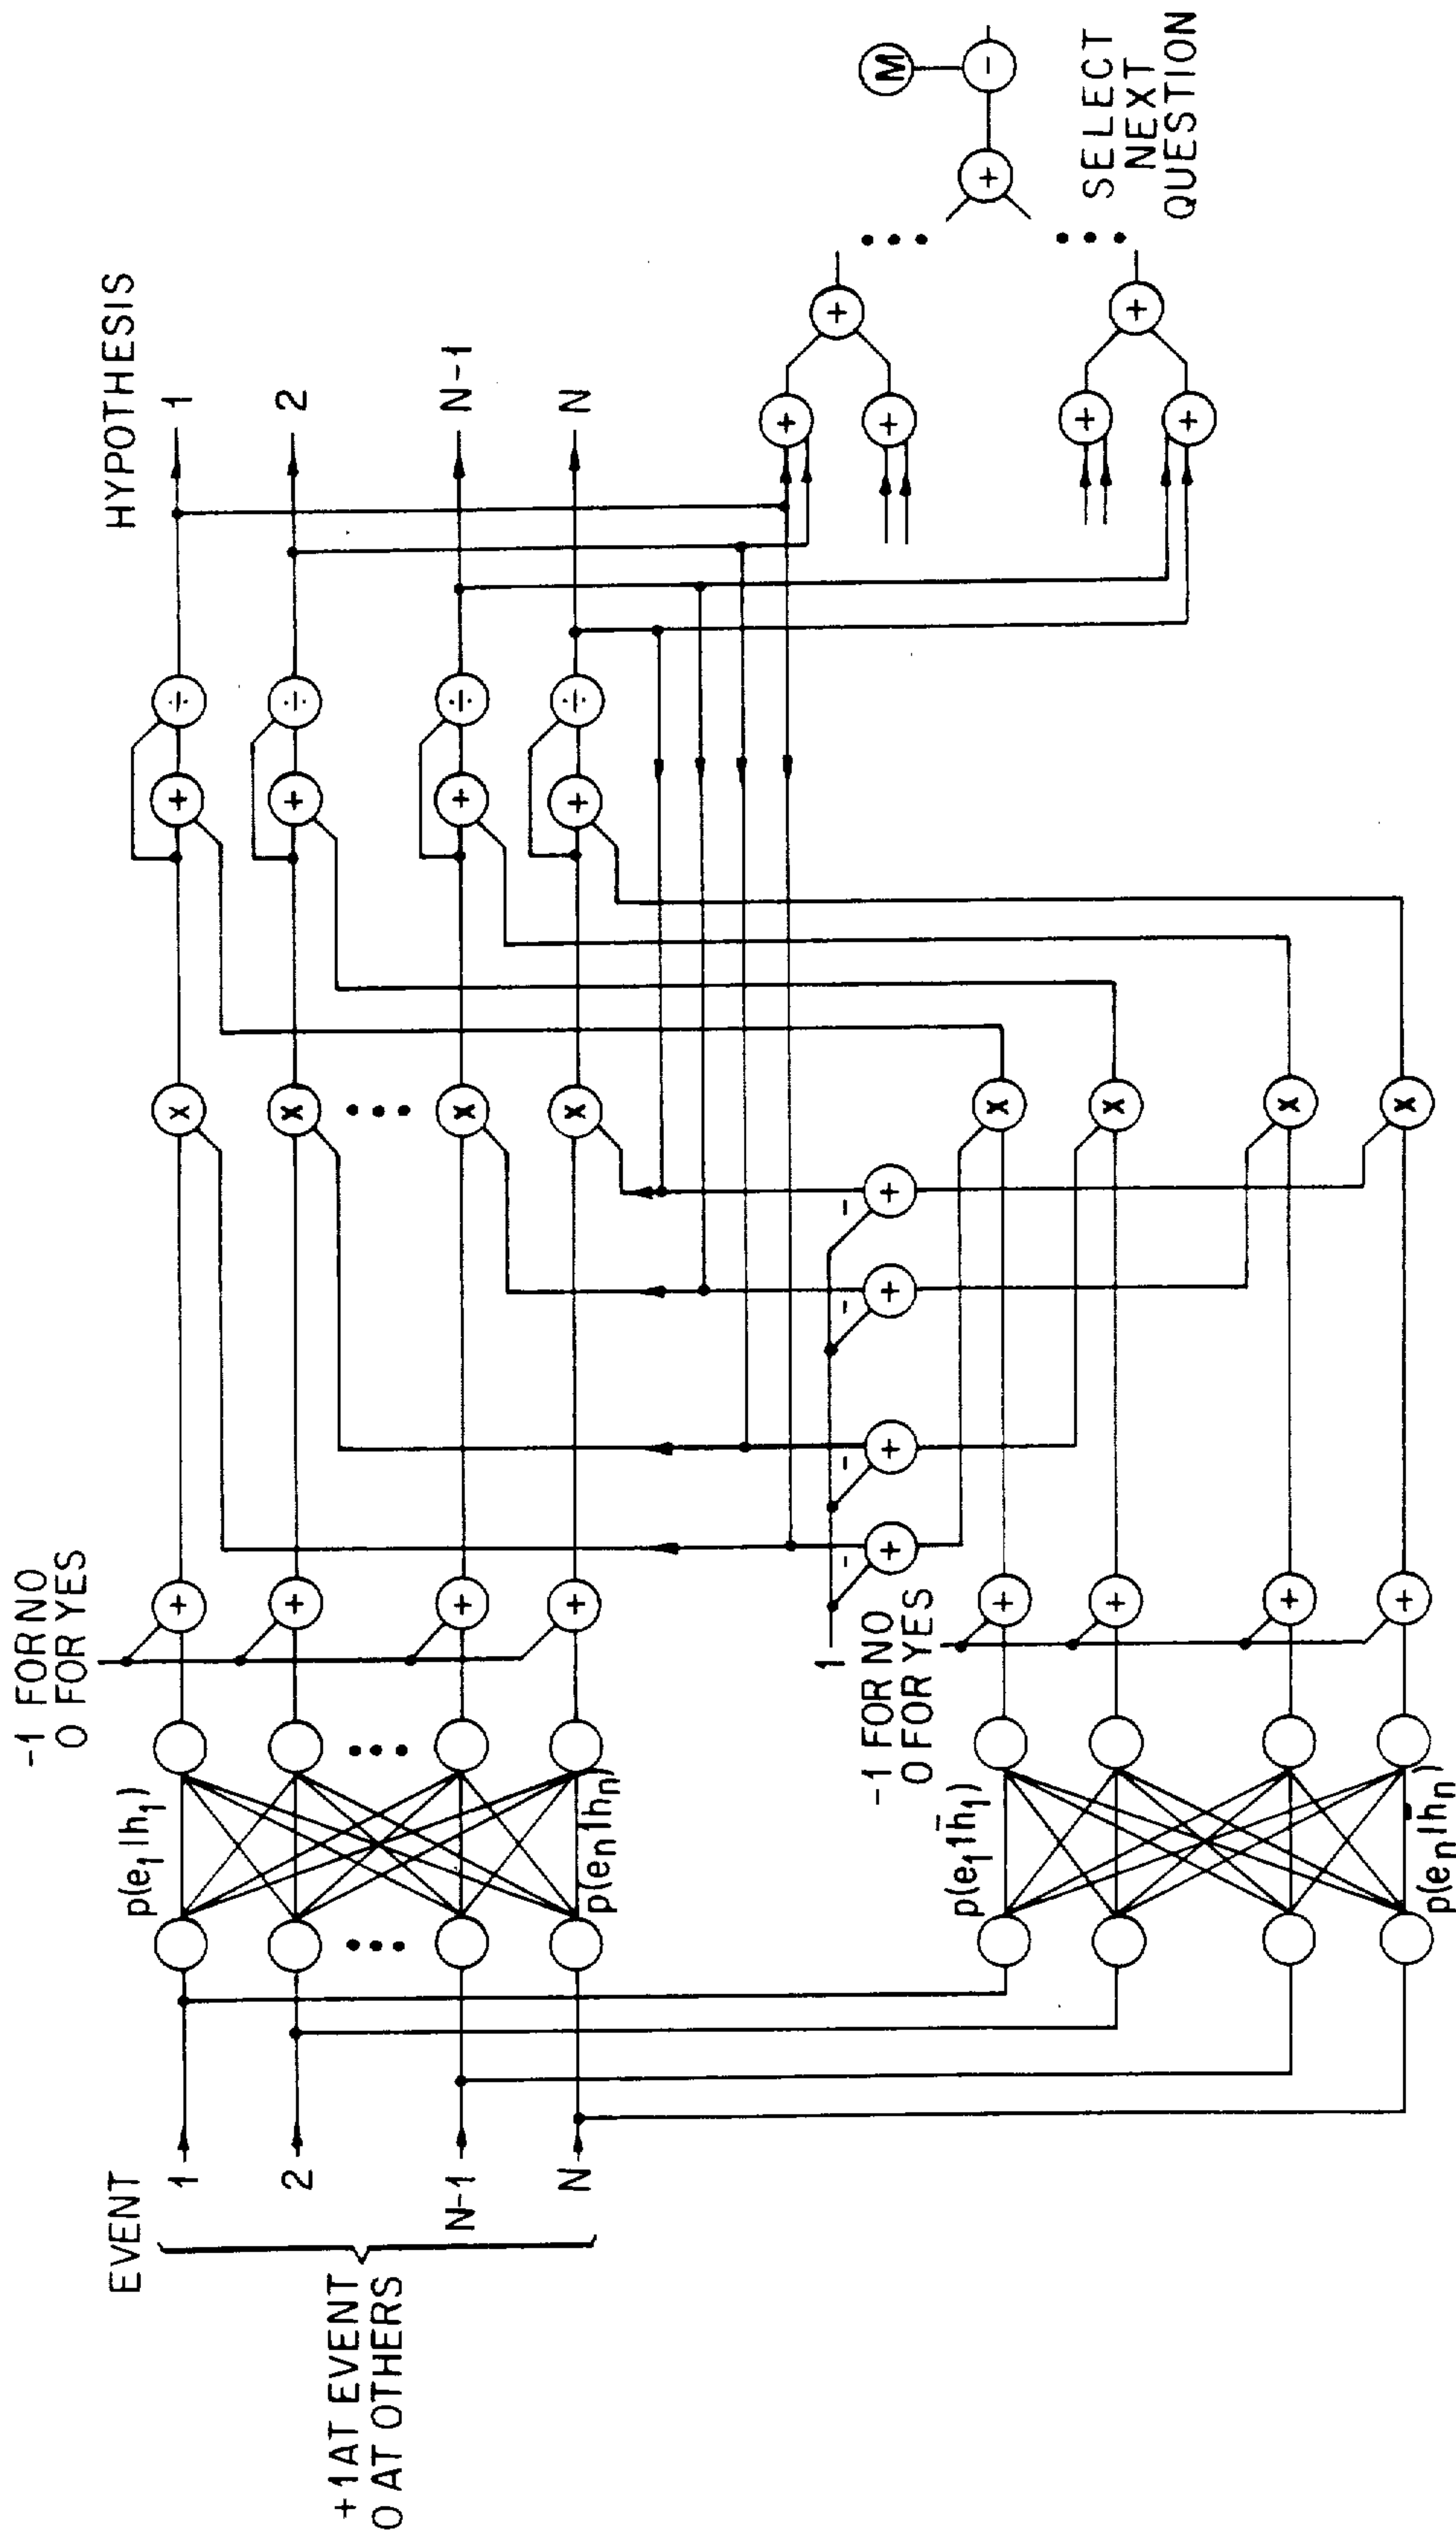 EVENT
1
2
N-1
N
+1 AT EVENT
0 AT OTHERS
p(e1|h1)
p(en|hn)
-1 FOR NO
0 FOR YES
+
+
+
+
x
x
x
x
+
+
+
+
÷
÷
÷
÷
HYPOTHESIS
1
2
N-1
N
p(e1|h̄1)
p(en|hn)
-1 FOR NO
0 FOR YES
+
+
+
+
1
-
-
-
-
+
+
+
+
x
x
x
x
+
+
+
+
+
+
+
-
M
SELECT
NEXT
QUESTION